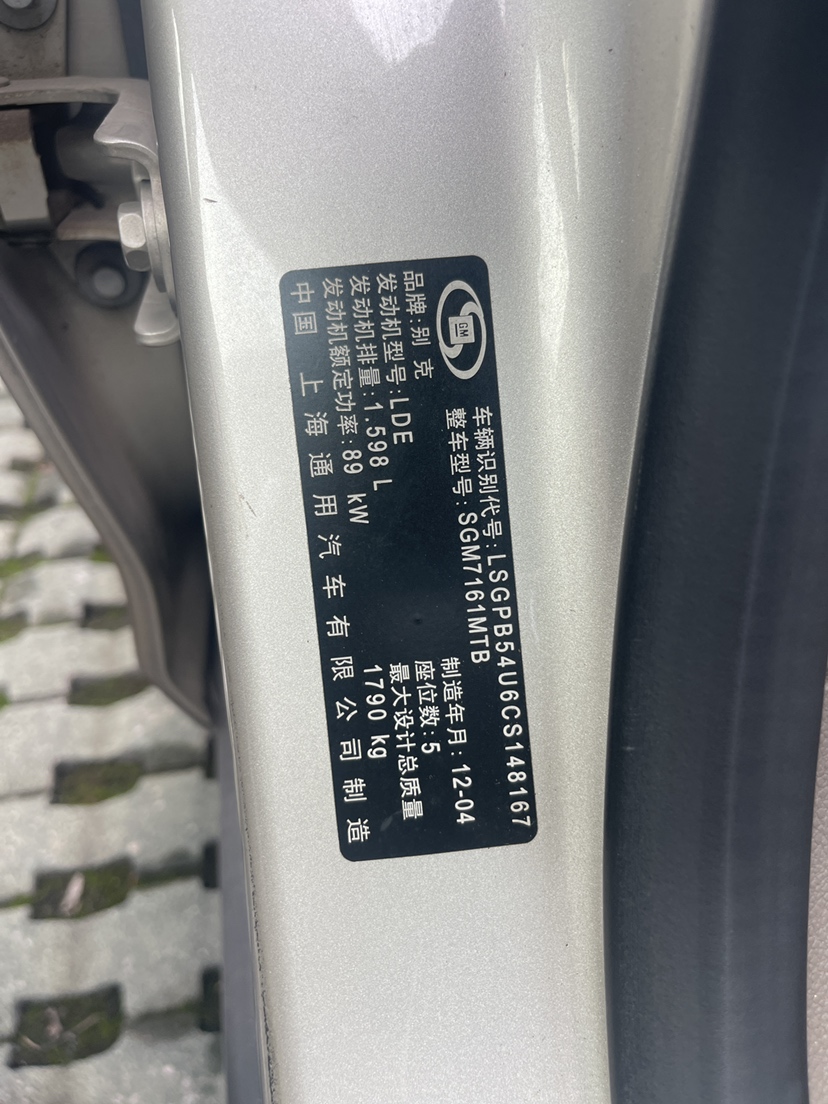 GM
车辆识别代号:LSGPB54U6CS148167
整车型号:SGM7161MTB
品牌:别克
制造年月:12-04
发动机型号:LDE
座位数:5
发动机排量:1.598 L
最大设计总质量
发动机额定功率:89 kW
1790 kg
中国 上海通用汽车有限公司制造